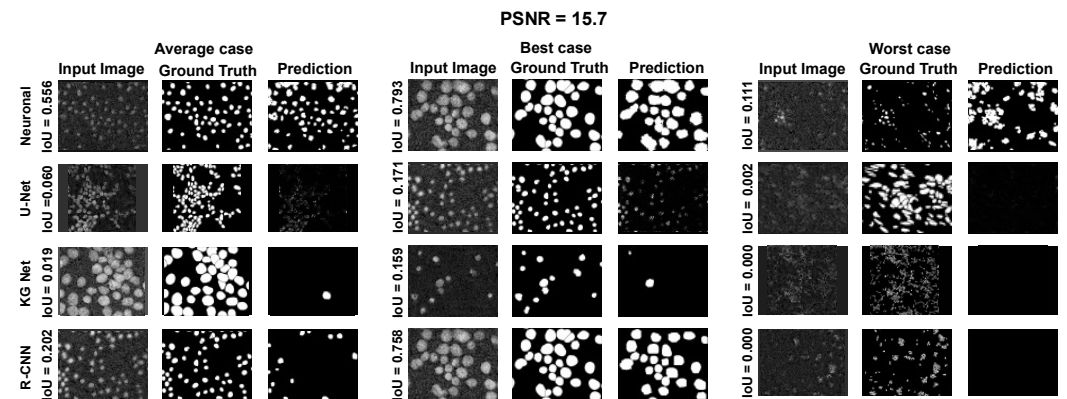 PSNR = 15.7
Average case
Best case
Worst case
Input Image Ground Truth Prediction
Input Image Ground Truth Prediction
Input Image Ground Truth Prediction
Neuronal
IoU = 0.556
IoU = 0.793
IoU = 0.111
U-Net
IoU =0.060
IoU = 0.171
IoU = 0.002
KG Net
IoU = 0.019
IoU = 0.159
IoU = 0.000
R-CNN
IoU = 0.202
IoU = 0.758
IoU = 0.000